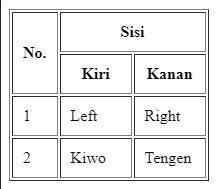 No. Sisi
Kiri Kanan
1 Left Right
2 Kiwo Tengen